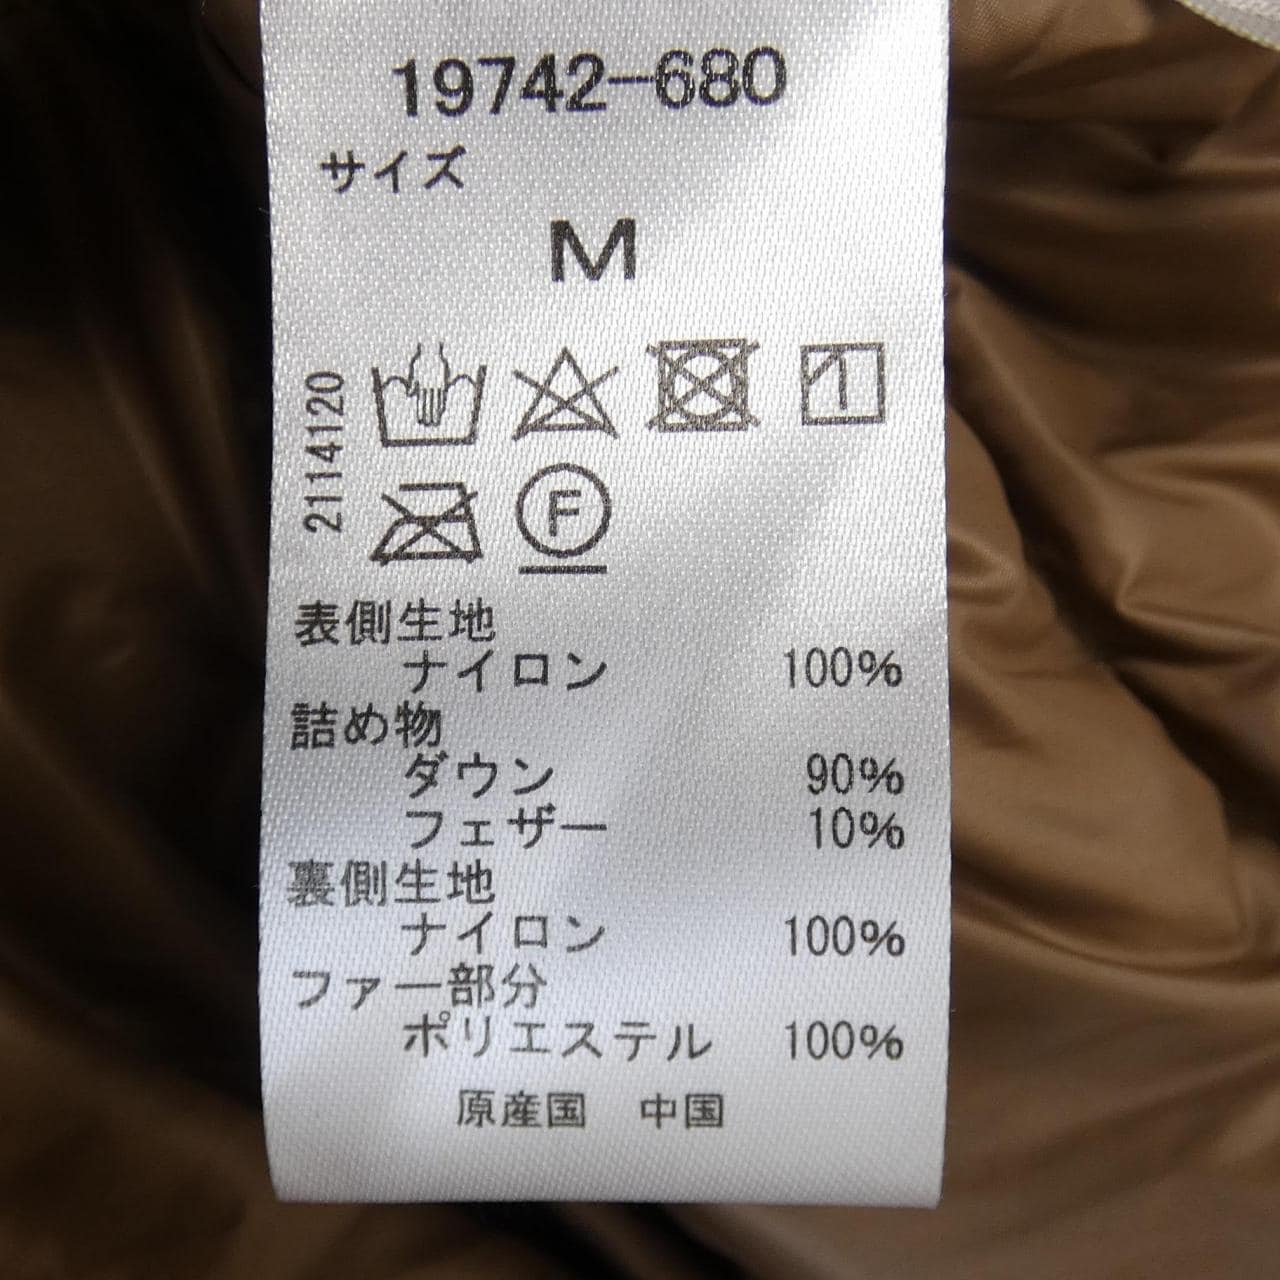 19742-680
サイズ
M
2114120
F
表側生地
ナイロン 100%
詰め物
ダウン 90%
フェザー 10%
裏側生地
ナイロン 100%
ファー部分
ポリエステル 100%
原産国 中国